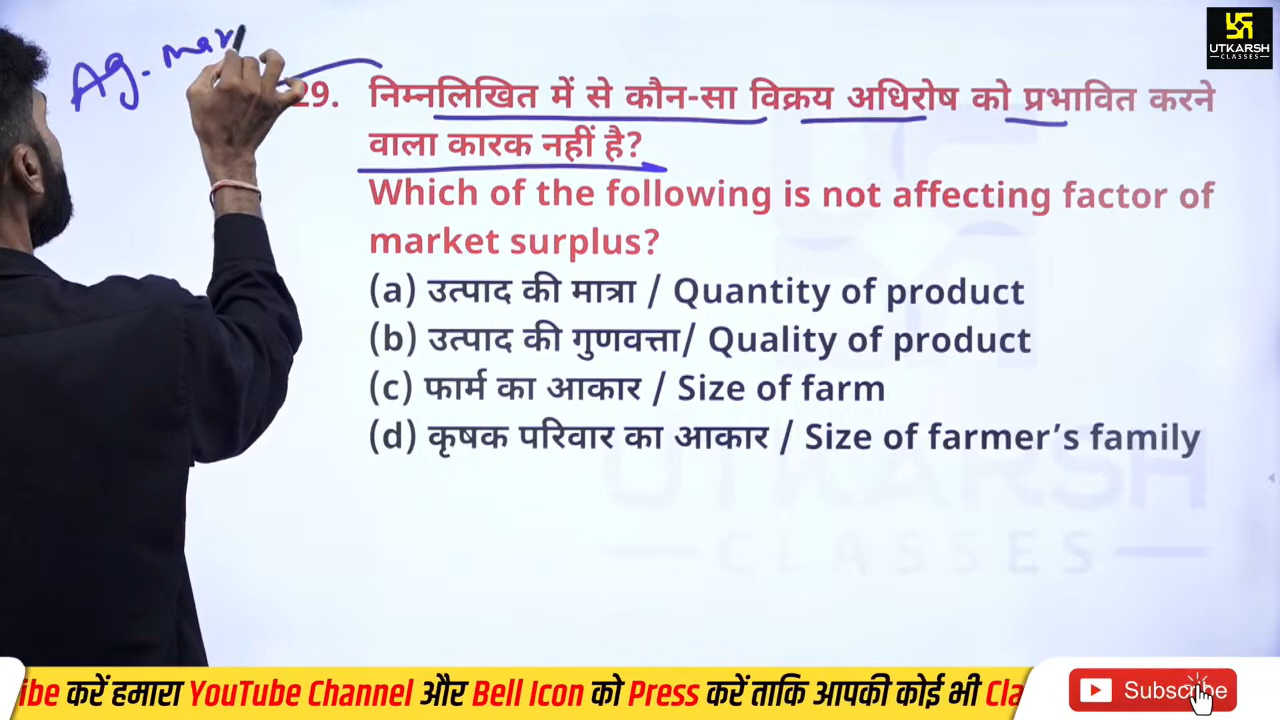 UTKARSH
CLASSES
Ag. mar
29. निम्नलिखित में से कौन-सा विक्रय अधिरोष को प्रभावित करने
वाला कारक नहीं है?
Which of the following is not affecting factor of
market surplus?
(a) उत्पाद की मात्रा / Quantity of product
(b) उत्पाद की गुणवत्ता/ Quality of product
(c) फार्म का आकार / Size of farm
(d) कृषक परिवार का आकार / Size of farmer’s family
UTKARSH
CLASSES
ibe करें हमारा YouTube Channel और Bell Icon को Press करें ताकि आपकी कोई भी Cla
Subscribe